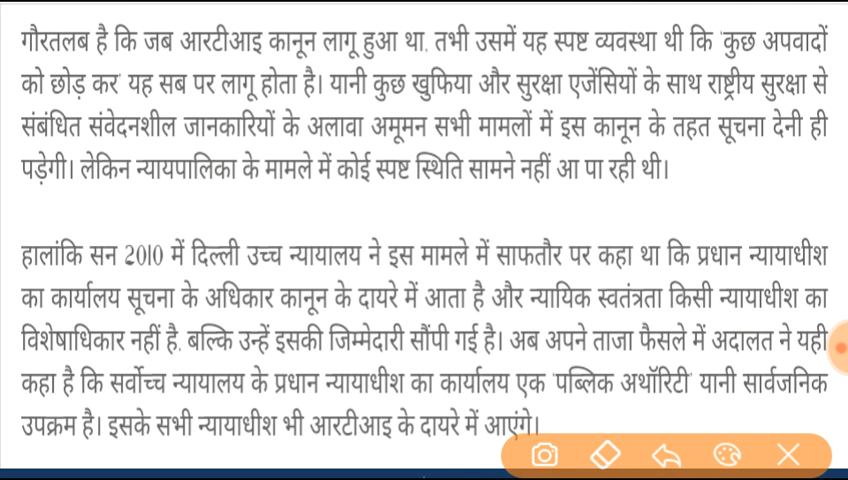 गौरतलब है कि जब आरटीआइ कानून लागू हुआ था, तभी उसमें यह स्पष्ट व्यवस्था थी कि 'कुछ अपवादों
को छोड़ कर' यह सब पर लागू होता है। यानी कुछ खुफिया और सुरक्षा एजेंसियों के साथ राष्ट्रीय सुरक्षा से
संबंधित संवेदनशील जानकारियों के अलावा अमूमन सभी मामलों में इस कानून के तहत सूचना देनी ही
पड़ेगी। लेकिन न्यायपालिका के मामले में कोई स्पष्ट स्थिति सामने नहीं आ पा रही थी।
हालांकि सन 2010 में दिल्ली उच्च न्यायालय ने इस मामले में साफतौर पर कहा था कि प्रधान न्यायाधीश
का कार्यालय सूचना के अधिकार कानून के दायरे में आता है और न्यायिक स्वतंत्रता किसी न्यायाधीश का
विशेषाधिकार नहीं है, बल्कि उन्हें इसकी जिम्मेदारी सौंपी गई है। अब अपने ताजा फैसले में अदालत ने यही
कहा है कि सर्वोच्च न्यायालय के प्रधान न्यायाधीश का कार्यालय एक 'पब्लिक अथॉरिटी' यानी सार्वजनिक
उपक्रम है। इसके सभी न्यायाधीश भी आरटीआइ के दायरे में आएंगे।